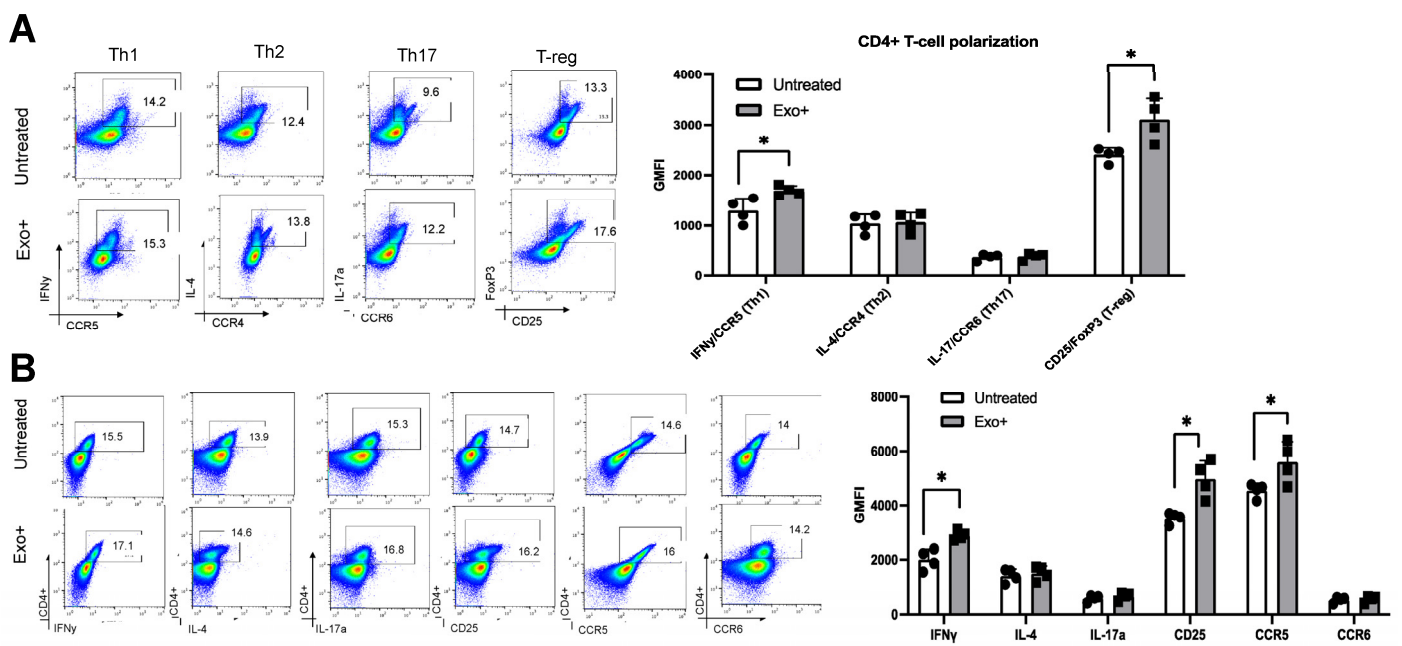 A
Th1 Th2 Th17 T-reg
Untreated
14.2
12.4
9.6
13.3
13.3
Exo+
15.3
13.8
12.2
17.6
IFNy
CCR5
IL-4
CCR4
IL-17a
CCR6
FoxP3
CD25
CD4+ T-cell polarization
Untreated
Exo+
GMFI
4000
3000
2000
1000
0
*
*
IFNy/CCR5 (Th1)
IL-4/CCR4 (Th2)
IL-17/CCR6 (Th17)
CD25/FoxP3 (T-reg)
B
Untreated
15.5
13.9
15.3
14.7
14.6
14
Exo+
17.1
14.6
16.8
16.2
16
14.2
CD4+
IFNy
CD4+
IL-4
CD4+
IL-17a
CD4+
CD25
CD4+
CCR5
CD4+
CCR6
Untreated
Exo+
GMFI
8000
6000
4000
2000
0
*
*
*
IFNγ IL-4 IL-17a CD25 CCR5 CCR6